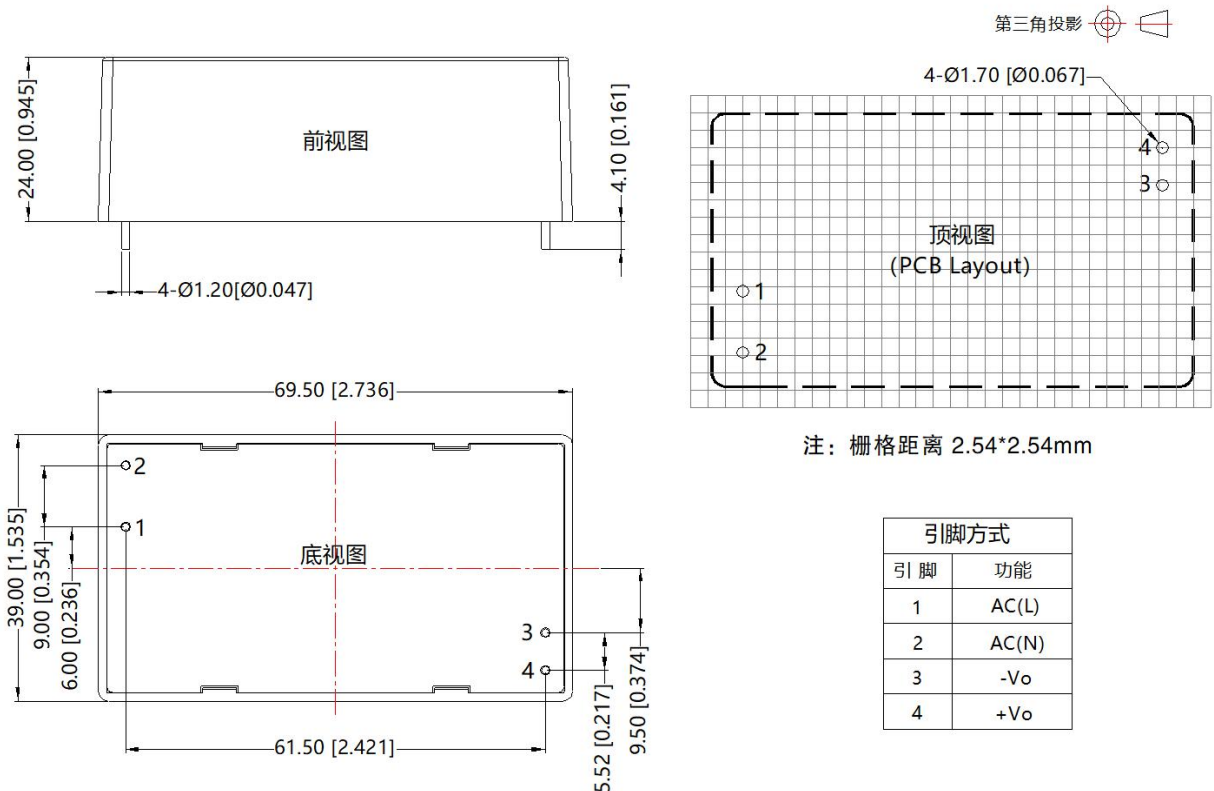 第三角投影
24.00 [0.945]
前视图
4.10 [0.161]
4-Ø1.20[Ø0.047]
4-Ø1.70 [Ø0.067]
4
3
顶视图
(PCB Layout)
1
2
注：栅格距离 2.54*2.54mm
69.50 [2.736]
2
1
底视图
3
4
39.00 [1.535]
9.00 [0.354]
6.00 [0.236]
61.50 [2.421]
5.52 [0.217]
9.50 [0.374]
引脚方式
引 脚 功能
1 AC(L)
2 AC(N)
3 -Vo
4 +Vo